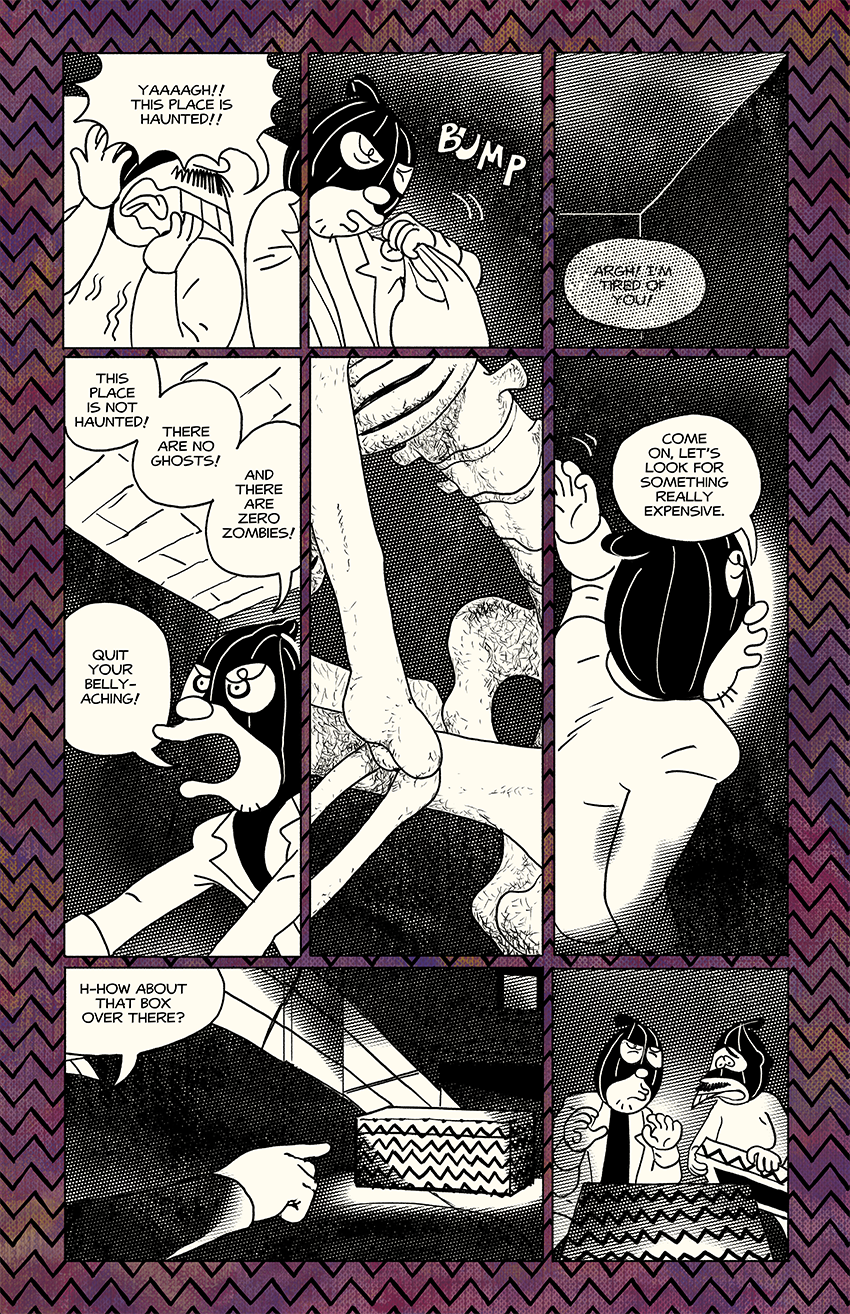 YAAAAGH!!
THIS PLACE IS
HAUNTED!!
BUMP
ARGH! I'M
TIRED OF
YOU!
THIS
PLACE
IS NOT
HAUNTED!
THERE
ARE NO
GHOSTS!
AND
THERE
ARE
ZERO
ZOMBIES!
QUIT
YOUR
BELLY-
ACHING!
COME
ON, LET'S
LOOK FOR
SOMETHING
REALLY
EXPENSIVE.
H-HOW ABOUT
THAT BOX
OVER THERE?